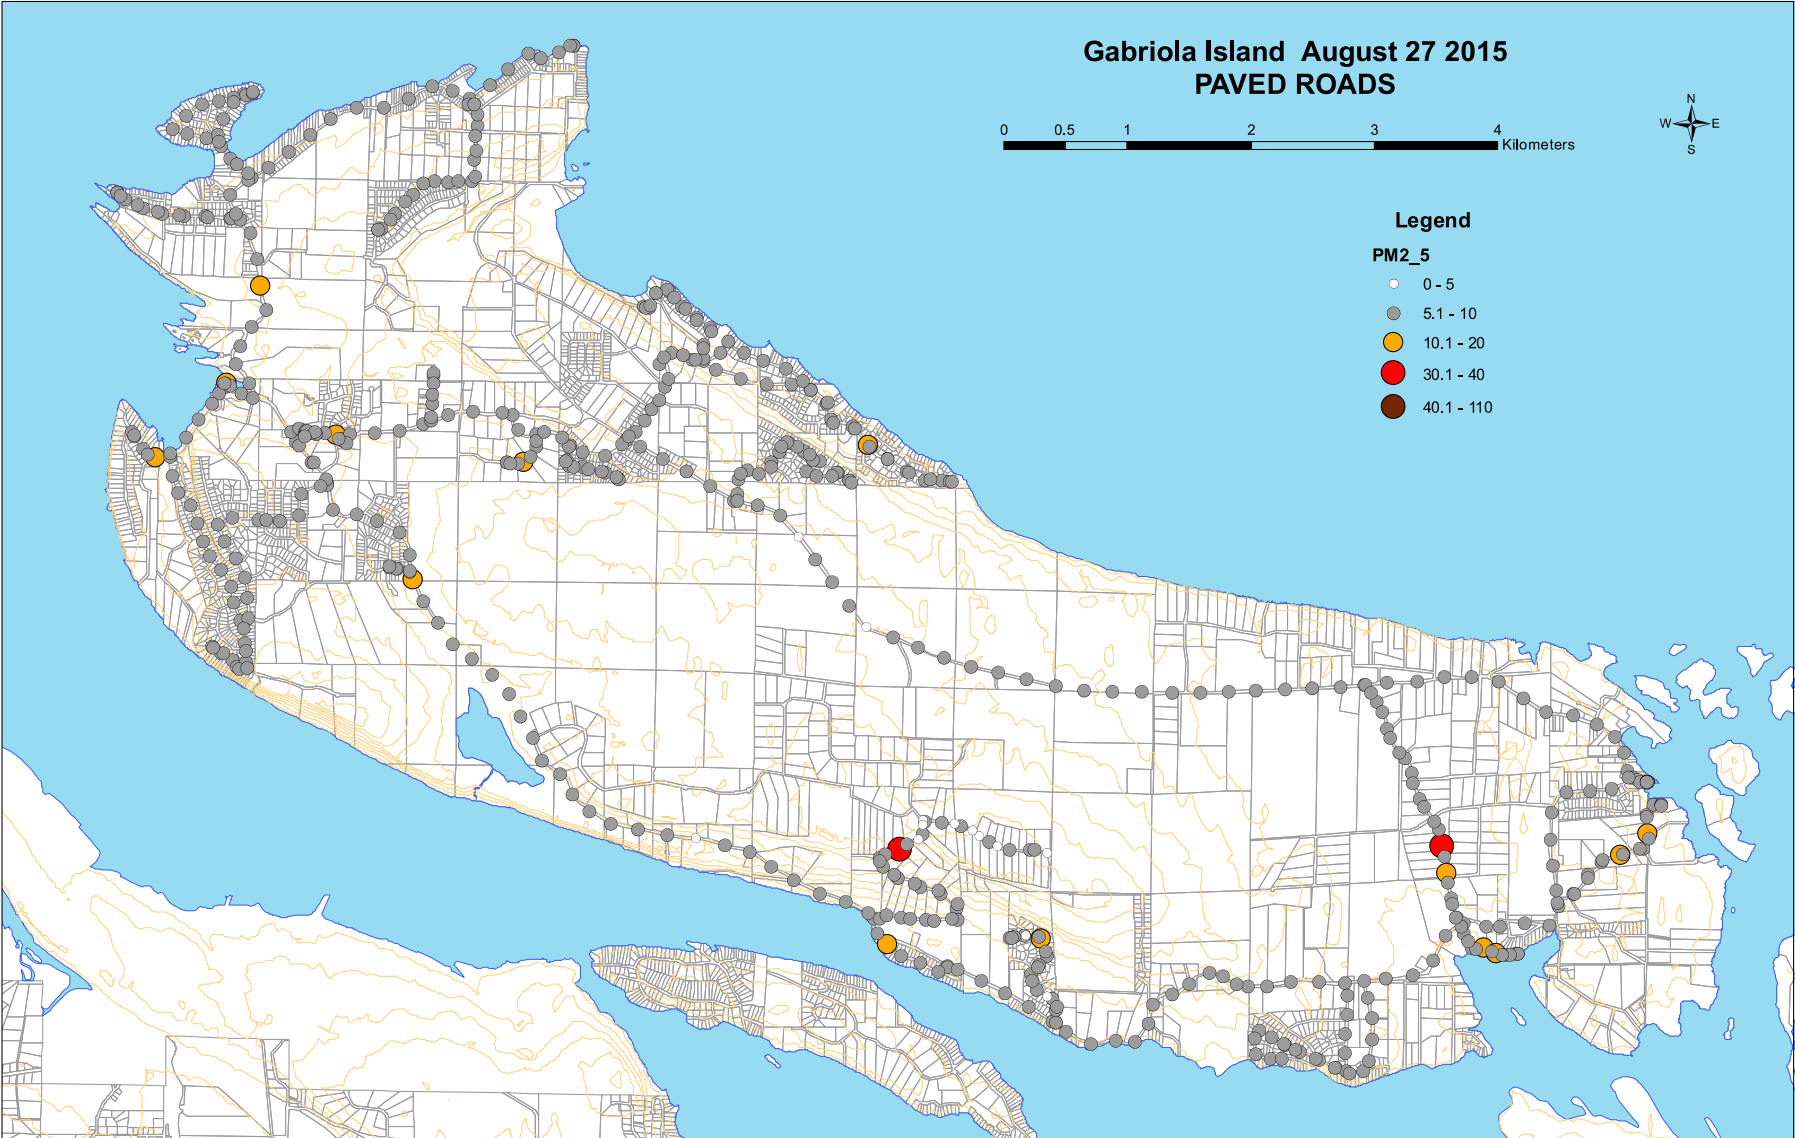 Gabriola Island August 27 2015
PAVED ROADS
0 0.5 1 2 3 4
Kilometers
N
W E
S
Legend
PM2_5
0 - 5
5.1 - 10
10.1 - 20
30.1 - 40
40.1 - 110